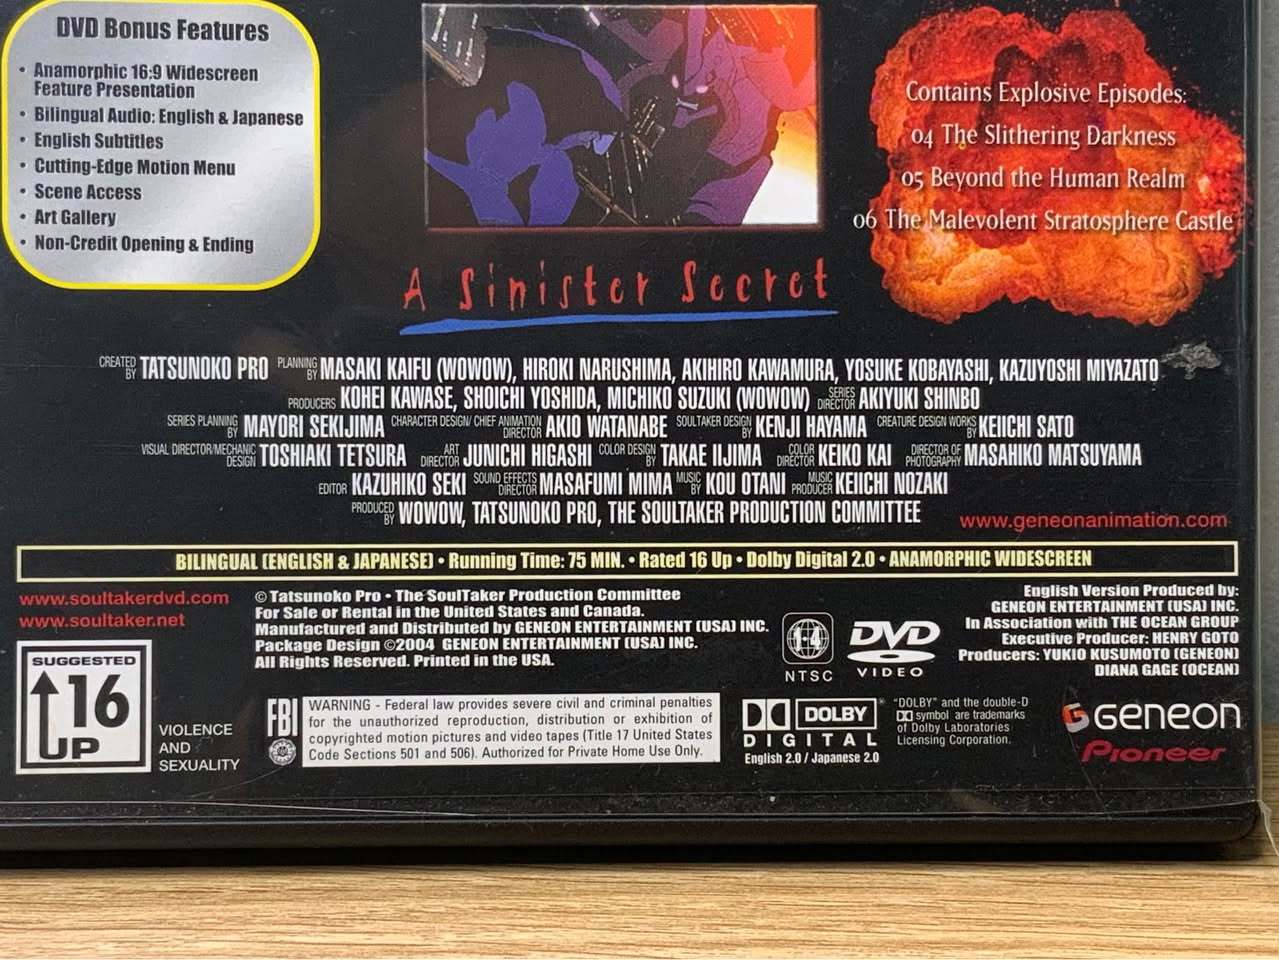 DVD Bonus Features
• Anamorphic 16:9 Widescreen
Feature Presentation
• Bilingual Audio: English & Japanese
• English Subtitles
• Cutting-Edge Motion Menu
• Scene Access
• Art Gallery
• Non-Credit Opening & Ending
A Sinister Secret
Contains Explosive Episodes:
04 The Slithering Darkness
05 Beyond the Human Realm
06 The Malevolent Stratosphere Castle
CREATED BY TATSUNOKO PRO PLANNING BY MASAKI KAIFU (WOWOW), HIROKI NARUSHIMA, AKIHIRO KAWAMURA, YOSUKE KOBAYASHI, KAZUYOSHI MIYAZATO
PRODUCERS KOHEI KAWASE, SHOICHI YOSHIDA, MICHIKO SUZUKI (WOWOW) SERIES DIRECTOR AKIYUKI SHINBO
SERIES PLANNING BY MAYORI SEKIJIMA CHARACTER DESIGN/ CHIEF ANIMATION DIRECTOR AKIO WATANABE SOULTAKER DESIGN BY KENJI HAYAMA CREATURE DESIGN WORKS BY KEIICHI SATO
VISUAL DIRECTOR/MECHANIC DESIGN TOSHIAKI TETSURA ART DIRECTOR JUNICHI HIGASHI COLOR DESIGN BY TAKAE IIJIMA COLOR DIRECTOR KEIKO KAI DIRECTOR OF PHOTOGRAPHY MASAHIKO MATSUYAMA
EDITOR KAZUHIKO SEKI SOUND EFFECTS DIRECTOR MASAFUMI MIMA MUSIC BY KOU OTANI MUSIC PRODUCER KEIICHI NOZAKI
PRODUCED BY WOWOW, TATSUNOKO PRO, THE SOULTAKER PRODUCTION COMMITTEE
www.geneonanimation.com
BILINGUAL (ENGLISH & JAPANESE) • Running Time: 75 MIN. • Rated 16 Up • Dolby Digital 2.0 • ANAMORPHIC WIDESCREEN
www.soultakerdvd.com
www.soultaker.net
© Tatsunoko Pro • The SoulTaker Production Committee
For Sale or Rental in the United States and Canada.
Manufactured and Distributed by GENEON ENTERTAINMENT (USA) INC.
Package Design ©2004 GENEON ENTERTAINMENT (USA) INC.
All Rights Reserved. Printed in the USA.
1-4
NTSC
DVD
VIDEO
English Version Produced by:
GENEON ENTERTAINMENT (USA) INC.
In Association with THE OCEAN GROUP
Executive Producer: HENRY GOTO
Producers: YUKIO KUSUMOTO (GENEON)
DIANA GAGE (OCEAN)
SUGGESTED
16
UP
VIOLENCE
AND
SEXUALITY
FBI
WARNING - Federal law provides severe civil and criminal penalties
for the unauthorized reproduction, distribution or exhibition of
copyrighted motion pictures and video tapes (Title 17 United States
Code Sections 501 and 506). Authorized for Private Home Use Only.
DOLBY
DIGITAL
English 2.0 / Japanese 2.0
"DOLBY" and the double-D
symbol are trademarks
of Dolby Laboratories
Licensing Corporation.
GENEON
Pioneer